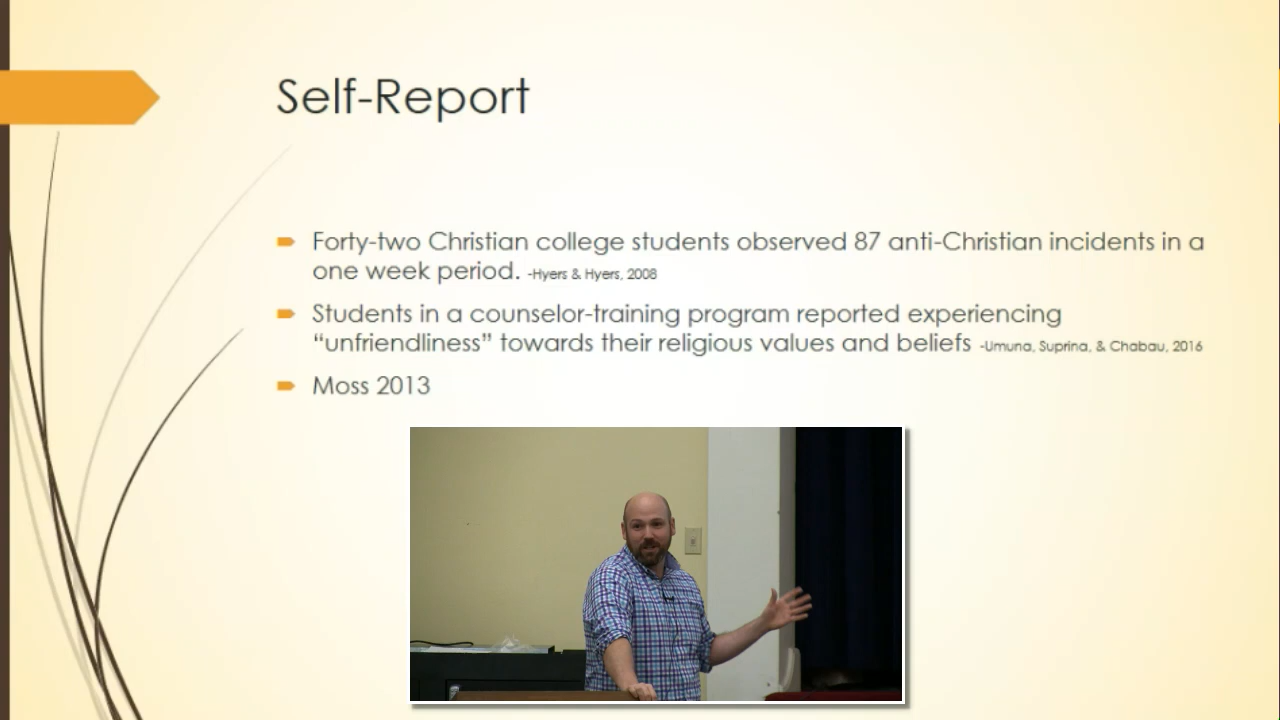 Self-Report
Forty-two Christian college students observed 87 anti-Christian incidents in a
one week period. -Hyers & Hyers, 2008
Students in a counselor-training program reported experiencing
“unfriendliness” towards their religious values and beliefs -Umuna, Suprina, & Chabau, 2016
Moss 2013